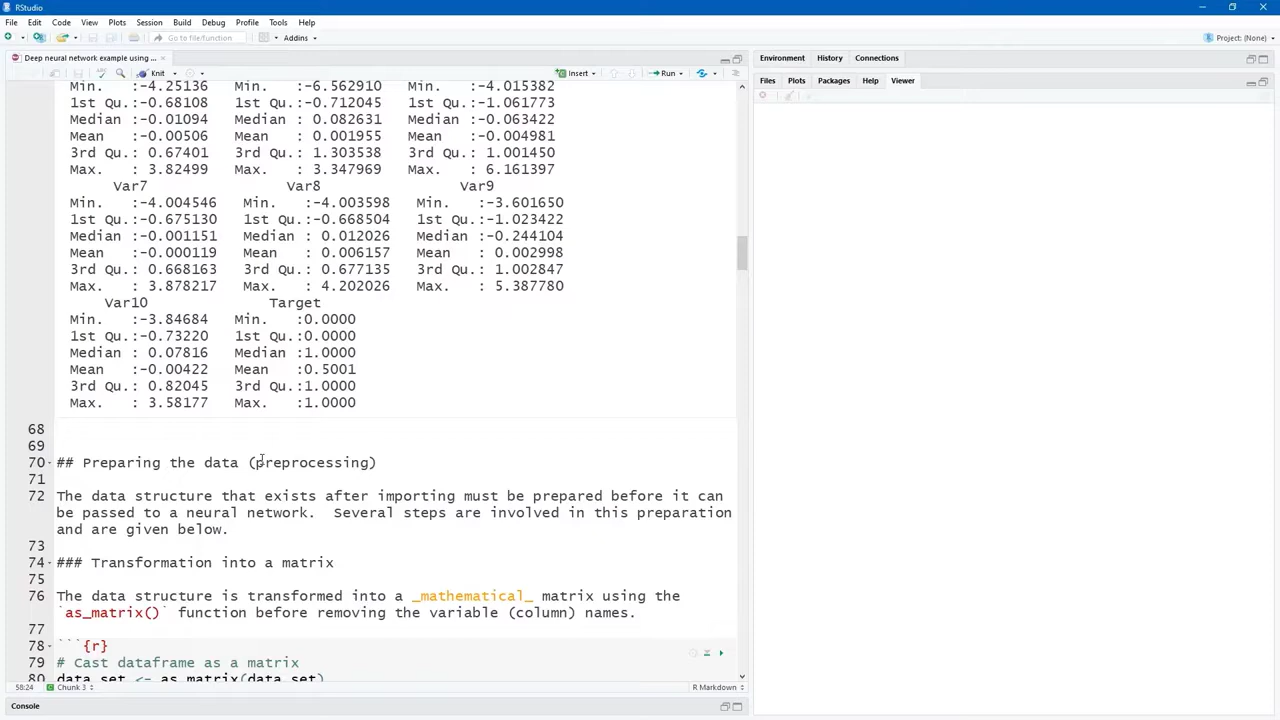 RStudio
File Edit Code View Plots Session Build Debug Profile Tools Help
Go to file/function Addins Project: (None)
Deep neural network example using ...
Knit Insert Run
Min. :-4.25136 Min. :-6.562910 Min. :-4.015382
1st Qu.:-0.68108 1st Qu.:-0.712045 1st Qu.:-1.061773
Median :-0.01094 Median : 0.082631 Median :-0.063422
Mean :-0.00506 Mean : 0.001955 Mean :-0.004981
3rd Qu.: 0.67401 3rd Qu.: 1.303538 3rd Qu.: 1.001450
Max. : 3.82499 Max. : 3.347969 Max. : 6.161397
Var7 Var8 Var9
Min. :-4.004546 Min. :-4.003598 Min. :-3.601650
1st Qu.:-0.675130 1st Qu.:-0.668504 1st Qu.:-1.023422
Median :-0.001151 Median : 0.012026 Median :-0.244104
Mean :-0.000119 Mean : 0.006157 Mean : 0.002998
3rd Qu.: 0.668163 3rd Qu.: 0.677135 3rd Qu.: 1.002847
Max. : 3.878217 Max. : 4.202026 Max. : 5.387780
Var10 Target
Min. :-3.84684 Min. :0.0000
1st Qu.:-0.73220 1st Qu.:0.0000
Median : 0.07816 Median :1.0000
Mean :-0.00422 Mean :0.5001
3rd Qu.: 0.82045 3rd Qu.:1.0000
Max. : 3.58177 Max. :1.0000
68
69
70 ## Preparing the data (preprocessing)
71
72 The data structure that exists after importing must be prepared before it can
be passed to a neural network. Several steps are involved in this preparation
and are given below.
73
74 ### Transformation into a matrix
75
76 The data structure is transformed into a _mathematical_ matrix using the
`as_matrix()` function before removing the variable (column) names.
77
78 ```{r}
79 # Cast dataframe as a matrix
80 data.set <- as.matrix(data.set)
58:24 Chunk 3 R Markdown
Console
Environment History Connections
Files Plots Packages Help Viewer